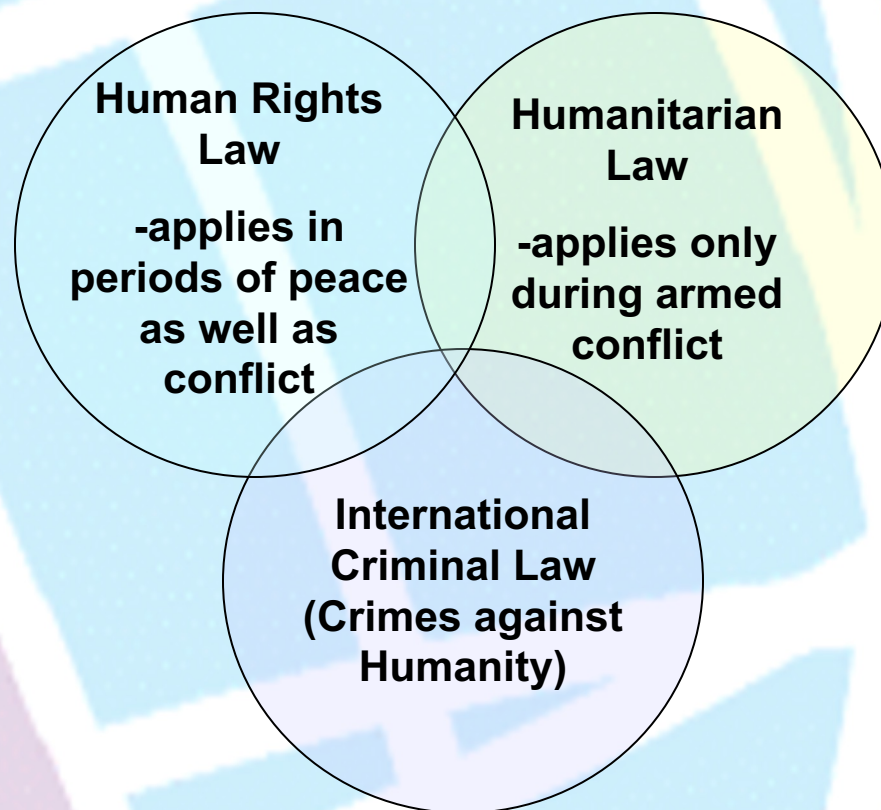 Human Rights
Law
-applies in
periods of peace
as well as
conflict
Humanitarian
Law
-applies only
during armed
conflict
International
Criminal Law
(Crimes against
Humanity)